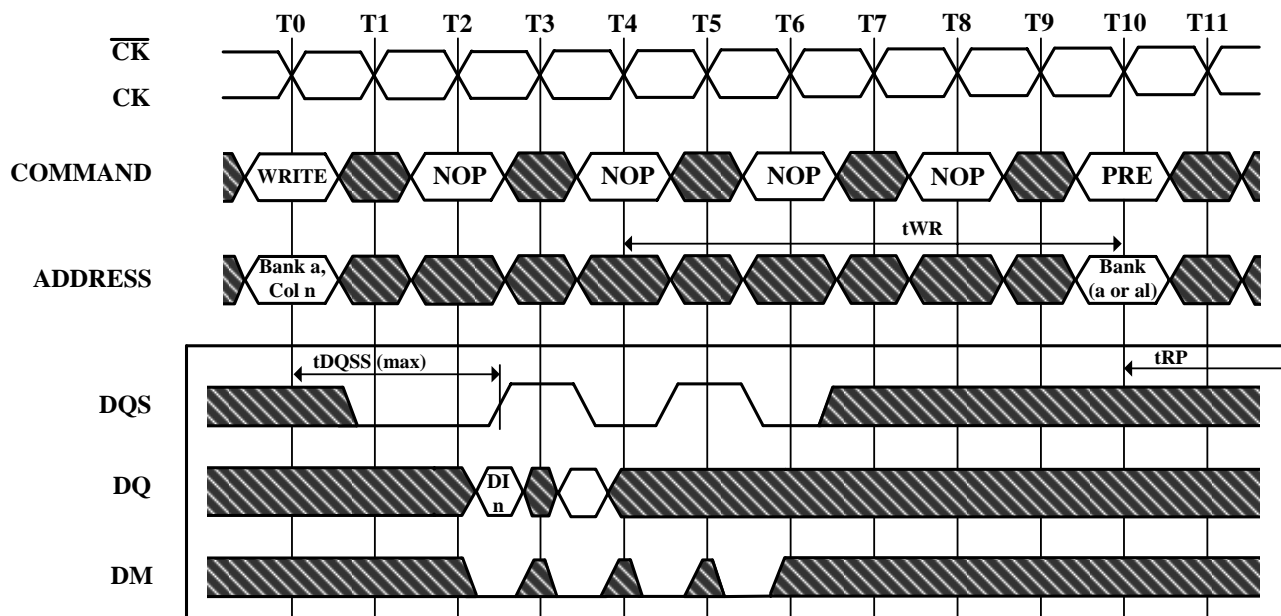 T0 T1 T2 T3 T4 T5 T6 T7 T8 T9 T10 T11
CK
CK
COMMAND WRITE NOP NOP NOP NOP PRE
tWR
ADDRESS Bank a, Col n Bank (a or al)
tDQSS (max) tRP
DQS
DQ DI n
DM